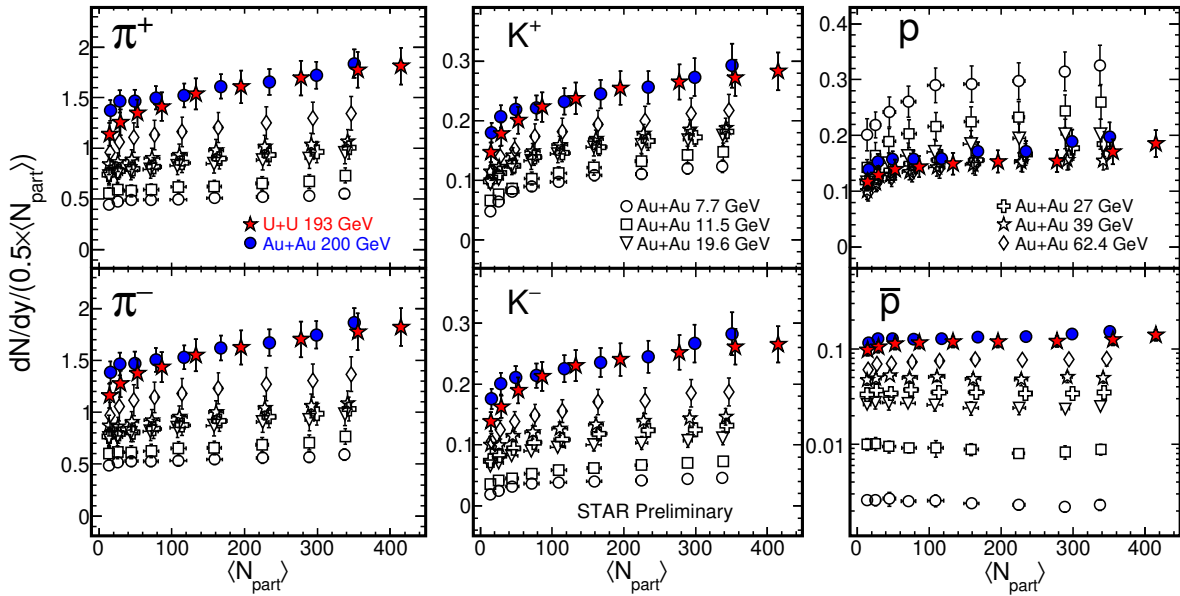 dN/dy/(0.5×⟨N_part⟩)
π⁺
2
1.5
1
0.5
0
U+U 193 GeV
Au+Au 200 GeV
K⁺
0.3
0.2
0.1
0
Au+Au 7.7 GeV
Au+Au 11.5 GeV
Au+Au 19.6 GeV
p
0.4
0.3
0.2
0.1
0
Au+Au 27 GeV
Au+Au 39 GeV
Au+Au 62.4 GeV
π⁻
2
1.5
1
0.5
0
0 100 200 300 400
⟨N_part⟩
K⁻
0.3
0.2
0.1
0
STAR Preliminary
0 100 200 300 400
⟨N_part⟩
p̅
0.1
0.01
0 100 200 300 400
⟨N_part⟩